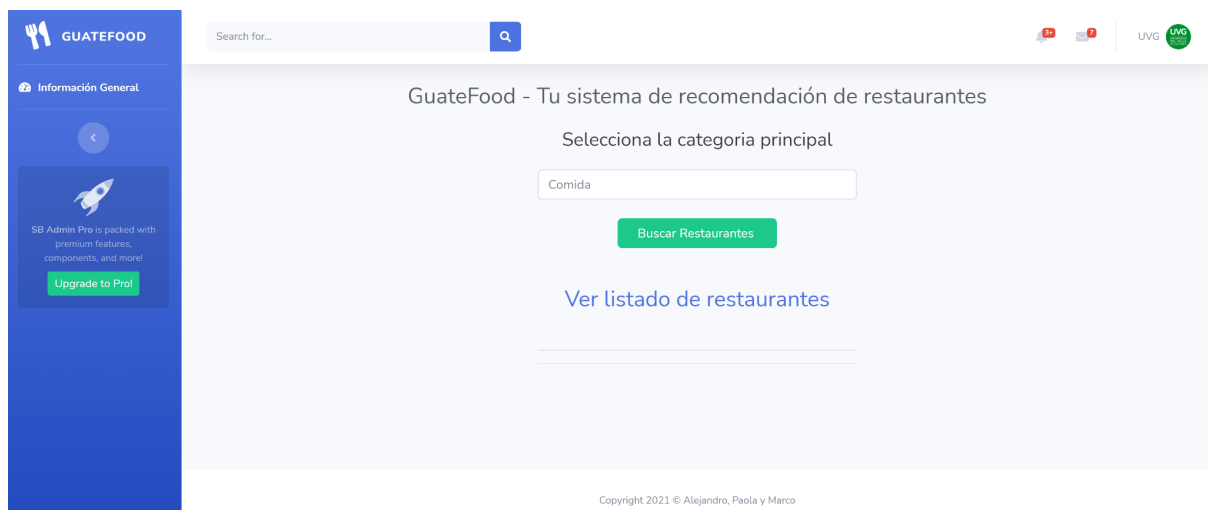 GUATEFOOD
Search for...
3+
7
UVG
UVG
Información General
GuateFood - Tu sistema de recomendación de restaurantes
Selecciona la categoria principal
Comida
Buscar Restaurantes
SB Admin Pro is packed with
premium features,
components, and more!
Upgrade to Pro!
Ver listado de restaurantes
Copyright 2021 © Alejandro, Paola y Marco